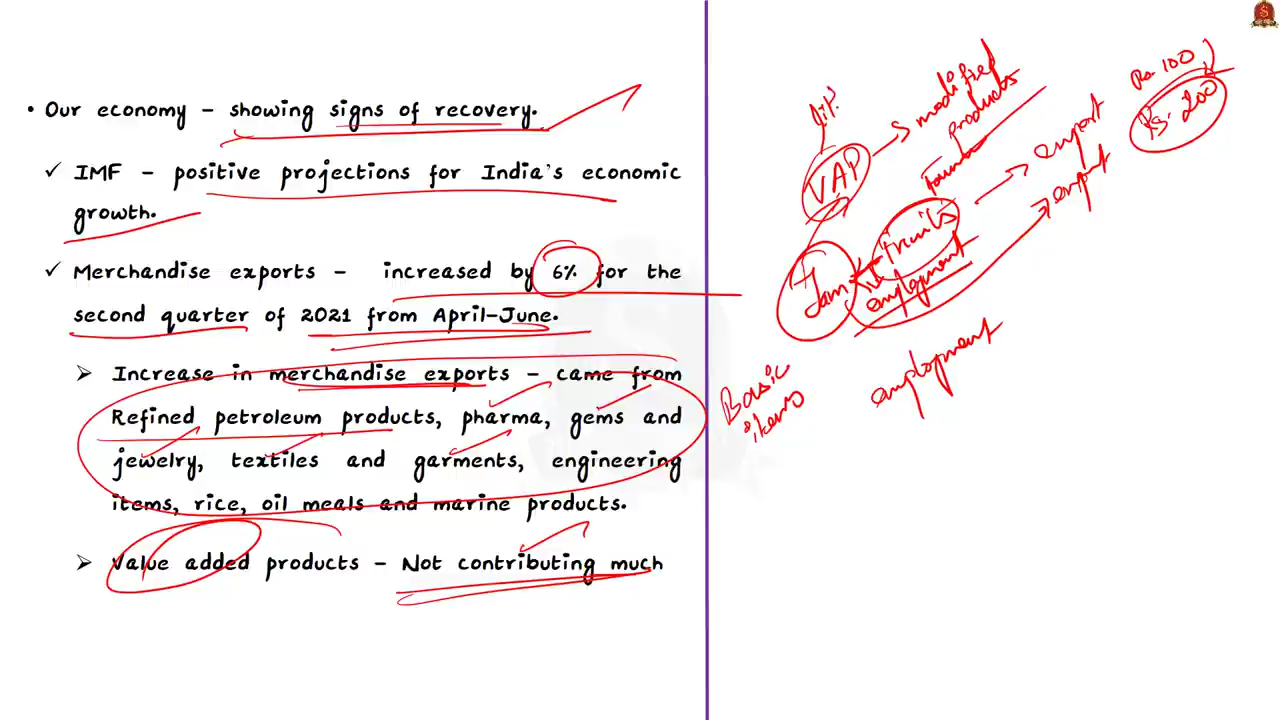 • Our economy – showing signs of recovery.
✓ IMF – positive projections for India's economic
growth.
✓ Merchandise exports – increased by 6% for the
second quarter of 2021 from April-June.
➢ Increase in merchandise exports – came from
Refined petroleum products, pharma, gems and
jewelry, textiles and garments, engineering
items, rice, oil meals and marine products.
➢ Value added products – Not contributing much
VAP → modified
products
Rs 100
Rs. 200
Fruits → export
export
Jam
employment
employment
Basic
items